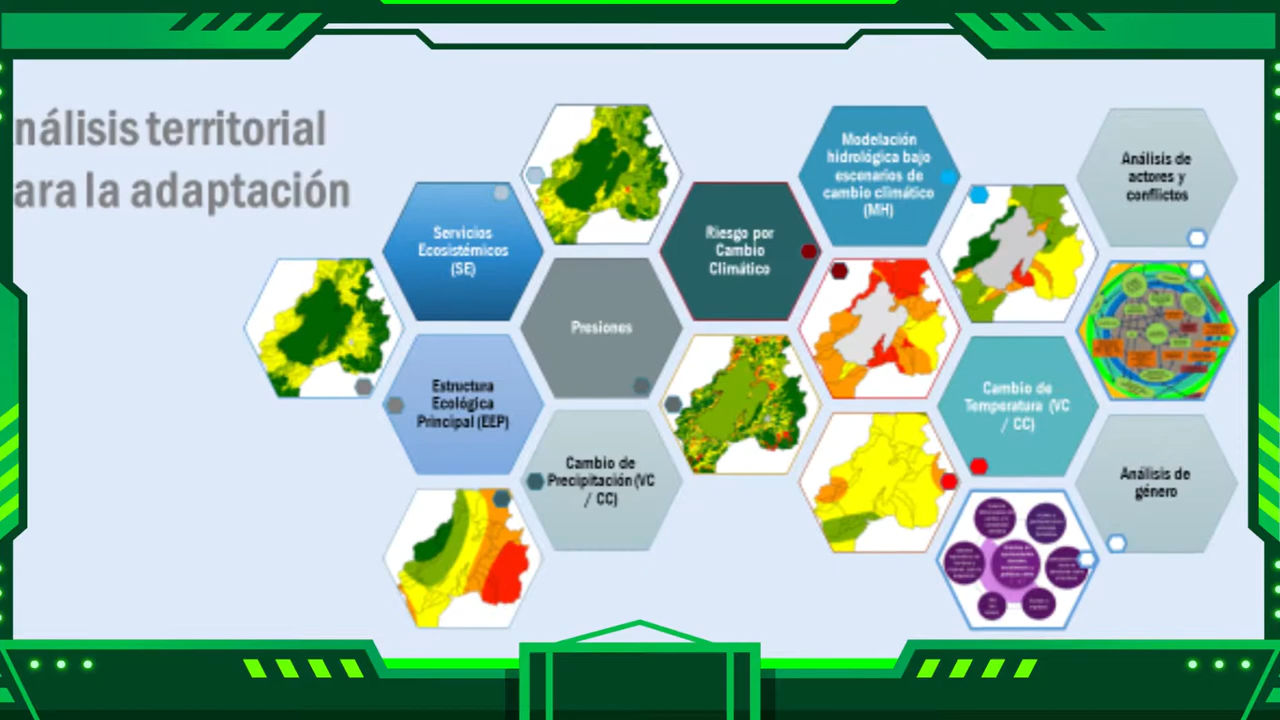 nálisis territorial
ara la adaptación
Servicios
Ecosistémicos
(SE)
Estructura
Ecológica
Principal (EEP)
Presiones
Cambio de
Precipitación (VC
/ CC)
Riesgo por
Cambio
Climático
Modelación
hidrológica bajo
escenarios de
cambio climático
(MH)
Cambio de
Temperatura (VC
/ CC)
Análisis de
actores y
conflictos
Análisis de
género